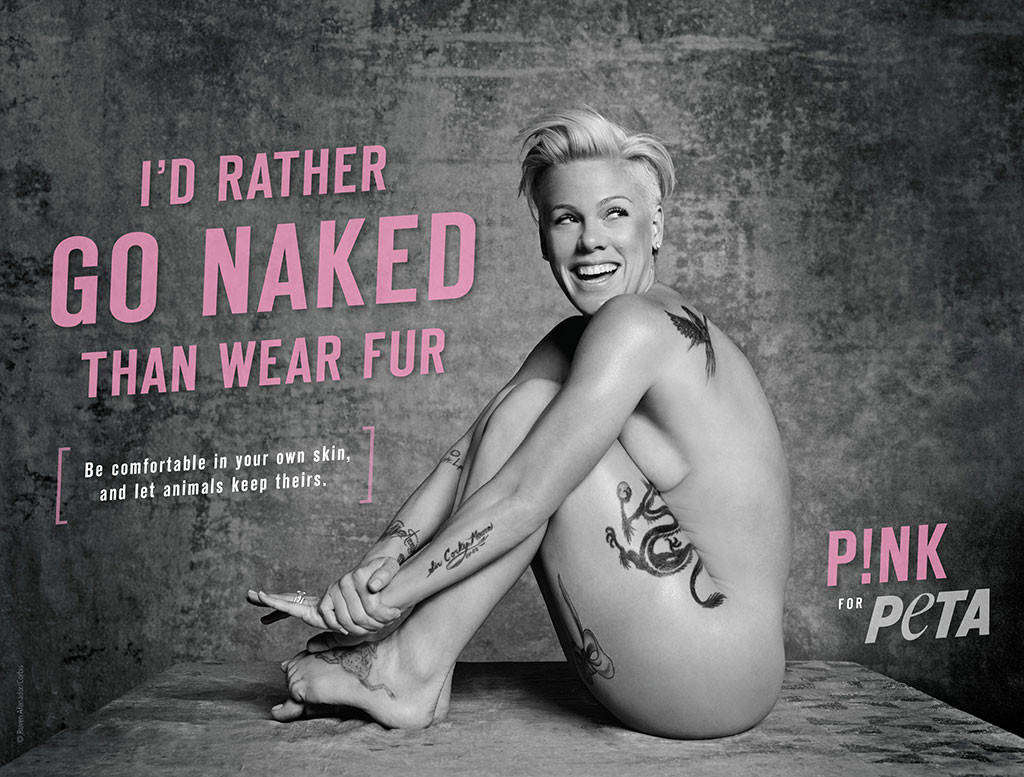 I'D RATHER
GO NAKED
THAN WEAR FUR
[ Be comfortable in your own skin,
and let animals keep theirs. ]
P!NK
FOR PeTA